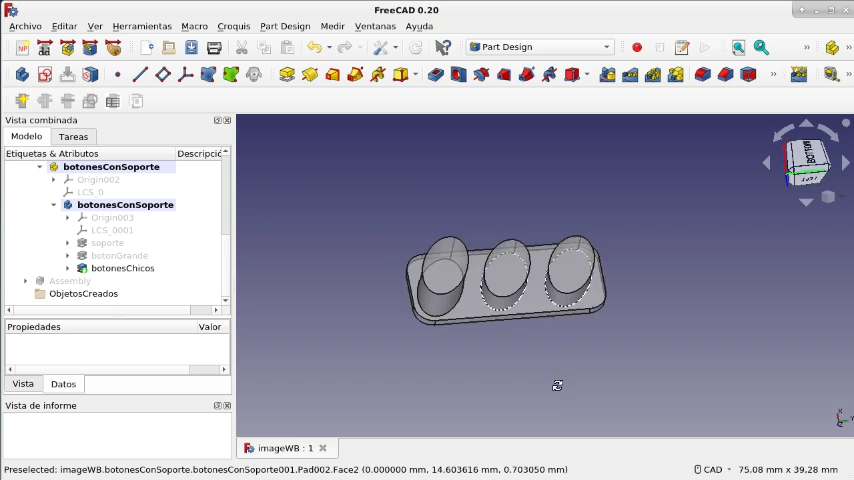 FreeCAD 0.20
Archivo Editar Ver Herramientas Macro Croquis Part Design Medir Ventanas Ayuda
Part Design
Vista combinada
Modelo Tareas
Etiquetas & Atributos Descripció
botonesConSoporte
Origin002
LCS_0
botonesConSoporte
Origin003
LCS_0001
soporte
botonGrande
botonesChicos
Assembly
ObjetosCreados
Propiedades Valor
Vista Datos
Vista de informe
BOTTOM
imageWB : 1
Preselected: imageWB.botonesConSoporte.botonesConSoporte001.Pad002.Face2 (0.000000 mm, 14.603616 mm, 0.703050 mm)
CAD 75.08 mm x 39,28 mm